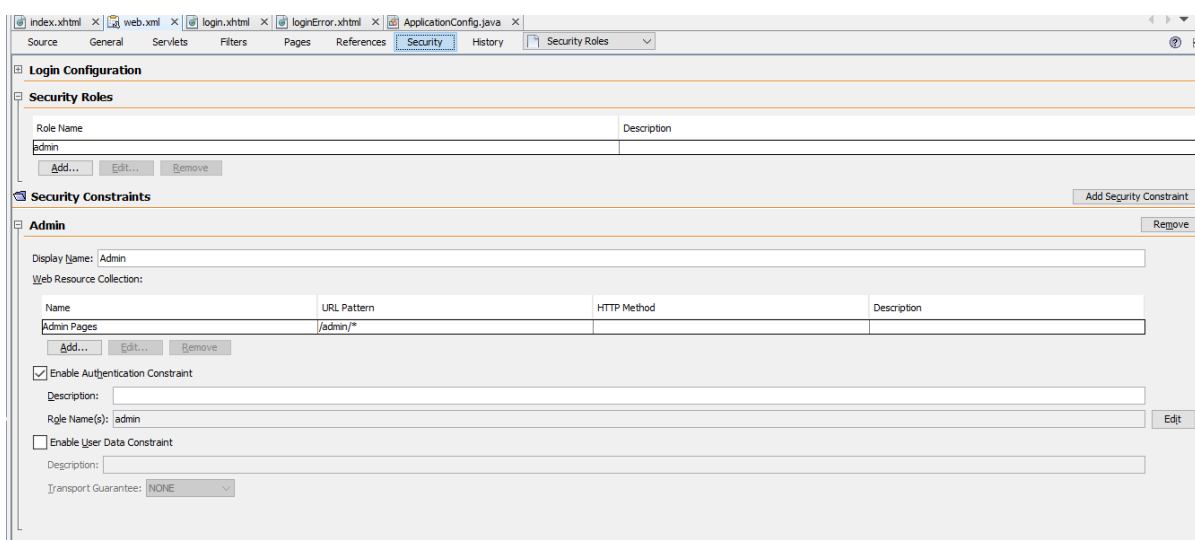 index.xhtml × web.xml × login.xhtml × loginError.xhtml × ApplicationConfig.java ×
Source General Servlets Filters Pages References Security History Security Roles
Login Configuration
Security Roles
Role Name Description
admin
Add... Edit... Remove
Security Constraints Add Security Constraint
Admin Remove
Display Name: Admin
Web Resource Collection:
Name URL Pattern HTTP Method Description
Admin Pages /admin/*
Add... Edit... Remove
Enable Authentication Constraint
Description:
Role Name(s): admin Edit
Enable User Data Constraint
Description:
Transport Guarantee: NONE